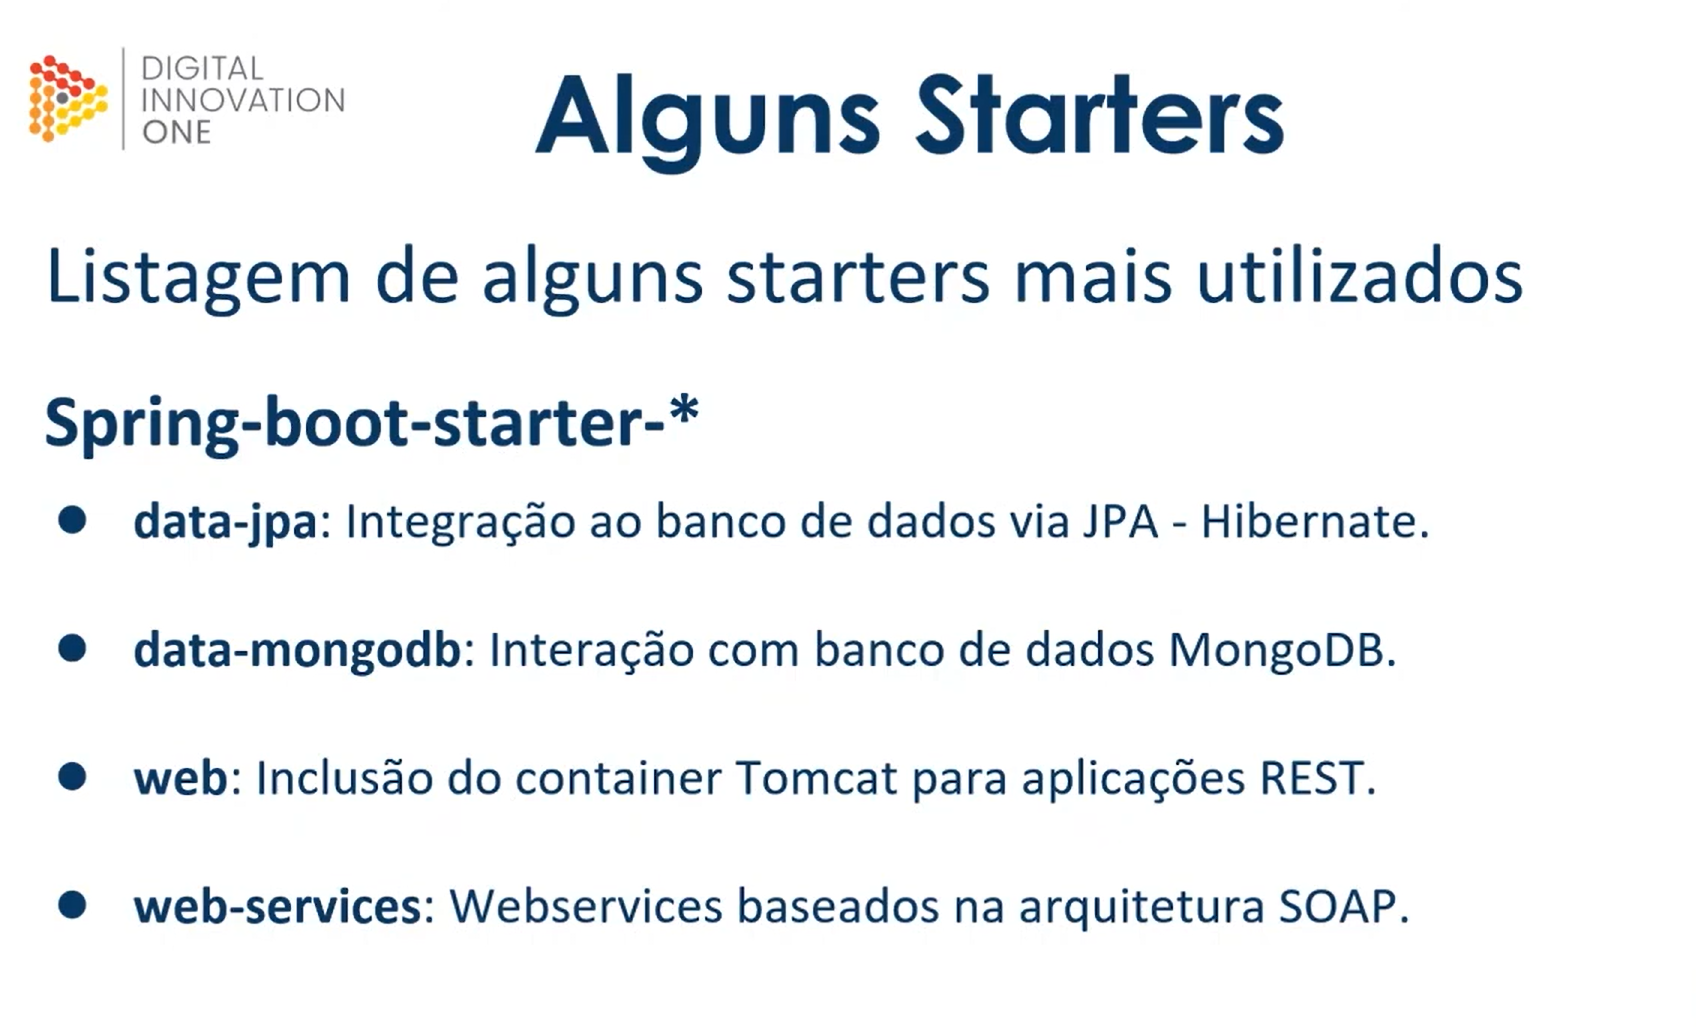 DIGITAL
INNOVATION
ONE
Alguns Starters
Listagem de alguns starters mais utilizados
Spring-boot-starter-*
● data-jpa: Integração ao banco de dados via JPA - Hibernate.
● data-mongodb: Interação com banco de dados MongoDB.
● web: Inclusão do container Tomcat para aplicações REST.
● web-services: Webservices baseados na arquitetura SOAP.